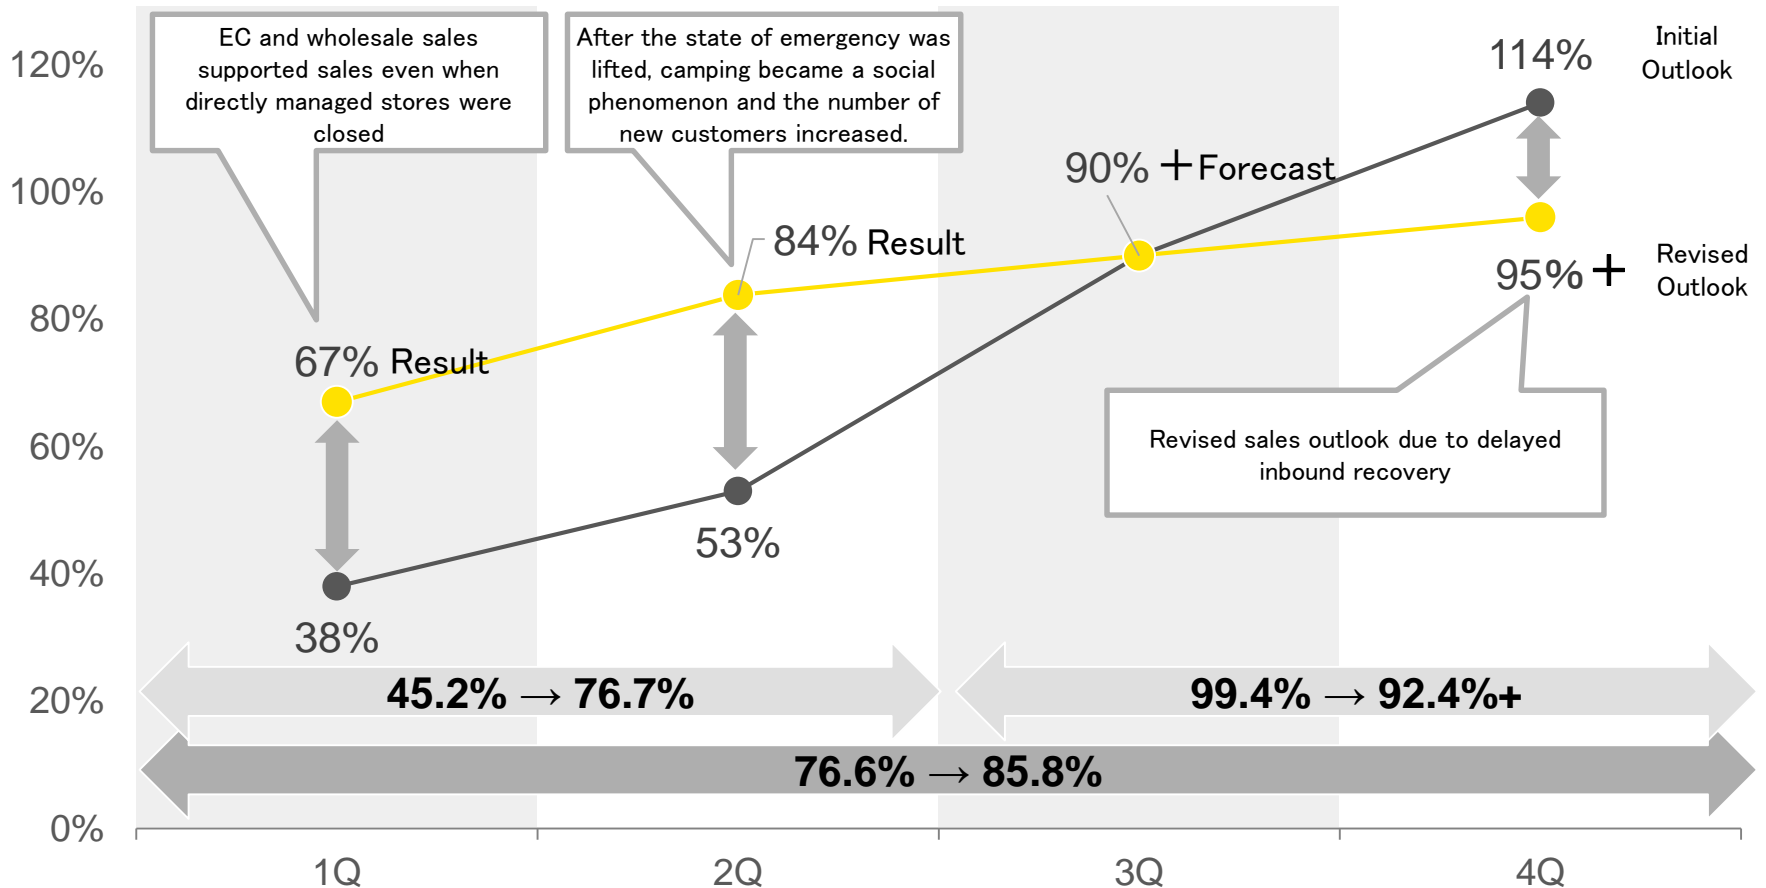 EC and wholesale sales
supported sales even when
directly managed stores were
closed
After the state of emergency was
lifted, camping became a social
phenomenon and the number of
new customers increased.
120%
100%
80%
60%
40%
20%
0%
114%
Initial
Outlook
90% +Forecast
84% Result
95% +
Revised
Outlook
67% Result
53%
38%
Revised sales outlook due to delayed
inbound recovery
45.2% → 76.7%
99.4% → 92.4%+
76.6% → 85.8%
1Q
2Q
3Q
4Q